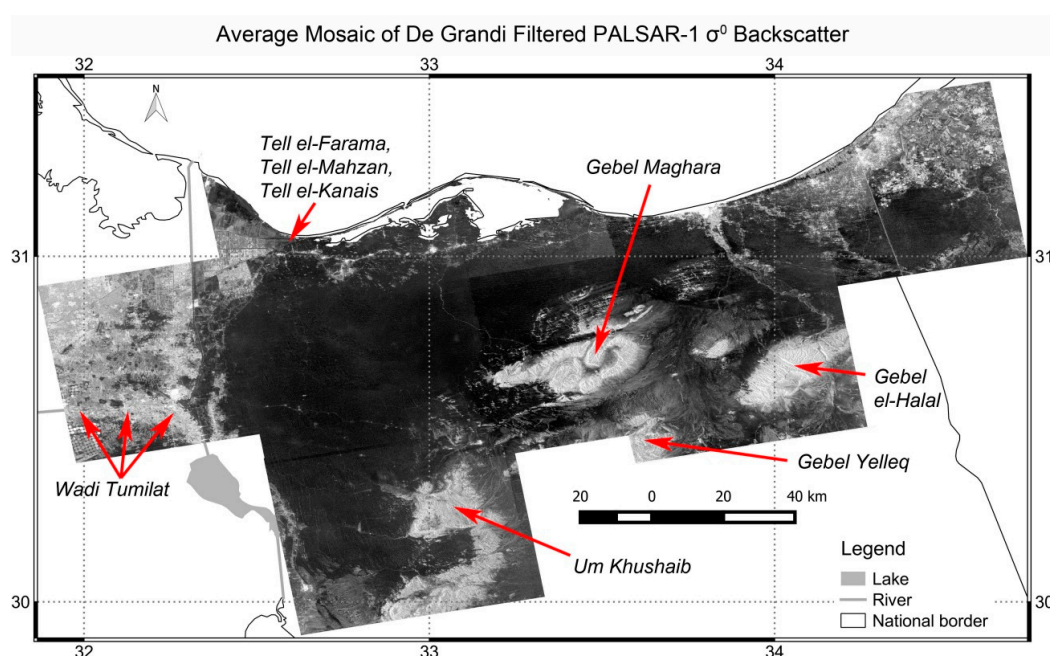 Average Mosaic of De Grandi Filtered PALSAR-1 σ⁰ Backscatter
32
33
34
Tell el-Farama,
Tell el-Mahzan,
Tell el-Kanais
Gebel Maghara
31
31
Gebel
el-Halal
Gebel Yelleq
Wadi Tumilat
20 0 20 40 km
Um Khushaib
Legend
Lake
River
National border
30
30
32
33
34